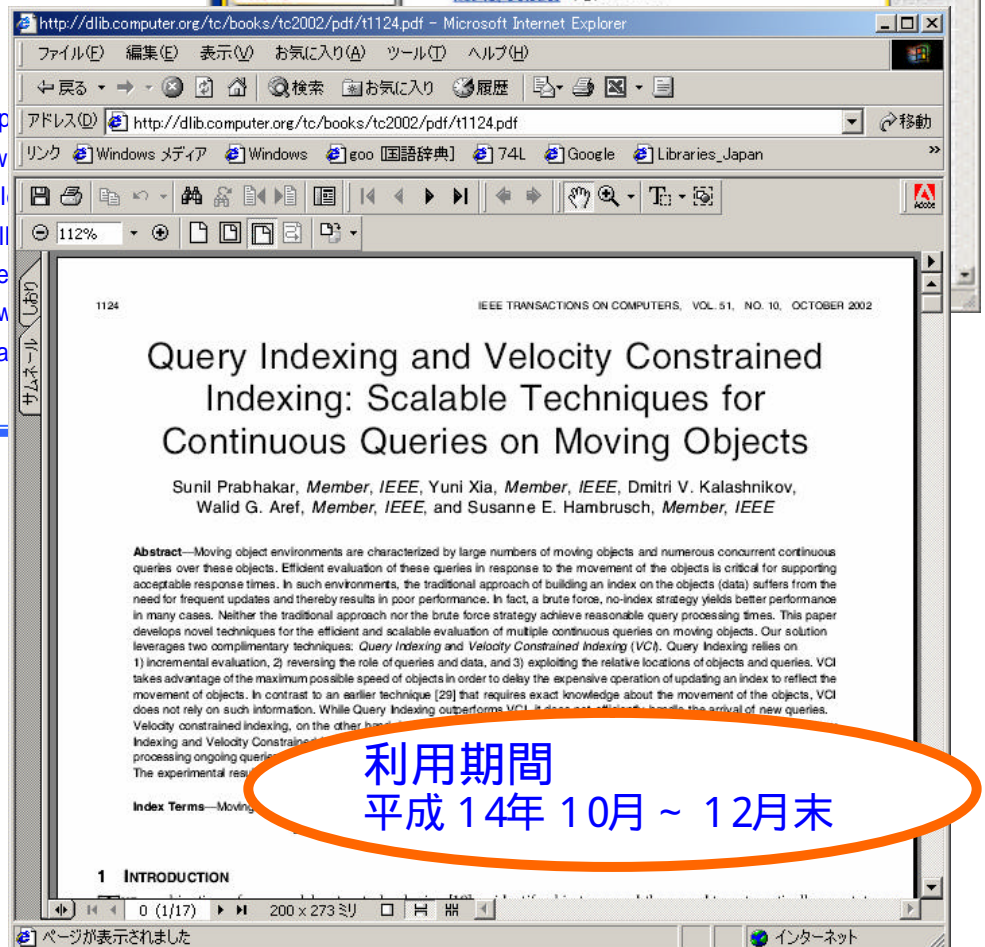 http://dlib.computer.org/tc/books/tc2002/pdf/t1124.pdf - Microsoft Internet Explorer
ファイル(F) 編集(E) 表示(V) お気に入り(A) ツール(T) ヘルプ(H)
戻る 検索 お気に入り 履歴
アドレス(D) http://dlib.computer.org/tc/books/tc2002/pdf/t1124.pdf 移動
リンク Windows メディア Windows goo [国語辞典] 74L Google Libraries_Japan »
Adobe
112%
しおり
サムネール
1124 IEEE TRANSACTIONS ON COMPUTERS, VOL. 51, NO. 10, OCTOBER 2002
Query Indexing and Velocity Constrained
Indexing: Scalable Techniques for
Continuous Queries on Moving Objects
Sunil Prabhakar, Member, IEEE, Yuni Xia, Member, IEEE, Dmitri V. Kalashnikov,
Walid G. Aref, Member, IEEE, and Susanne E. Hambrusch, Member, IEEE
Abstract—Moving object environments are characterized by large numbers of moving objects and numerous concurrent continuous
queries over these objects. Efficient evaluation of these queries in response to the movement of the objects is critical for supporting
acceptable response times. In such environments, the traditional approach of building an index on the objects (data) suffers from the
need for frequent updates and thereby results in poor performance. In fact, a brute force, no-index strategy yields better performance
in many cases. Neither the traditional approach nor the brute force strategy achieve reasonable query processing times. This paper
develops novel techniques for the efficient and scalable evaluation of multiple continuous queries on moving objects. Our solution
leverages two complimentary techniques: Query Indexing and Velocity Constrained Indexing (VCI). Query Indexing relies on
1) incremental evaluation, 2) reversing the role of queries and data, and 3) exploiting the relative locations of objects and queries. VCI
takes advantage of the maximum possible speed of objects in order to delay the expensive operation of updating an index to reflect the
movement of objects. In contrast to an earlier technique [29] that requires exact knowledge about the movement of the objects, VCI
does not rely on such information. While Query Indexing outperforms VCI, it does not efficiently handle the arrival of new queries.
Velocity constrained indexing, on the other
Indexing and Velocity Constrained
processing ongoing queries
The experimental
利用期間
平成14年10月~ 12月末
Index Terms—Moving
1 INTRODUCTION
0 (1/17) 200 x 273 ミリ
ページが表示されました インターネット